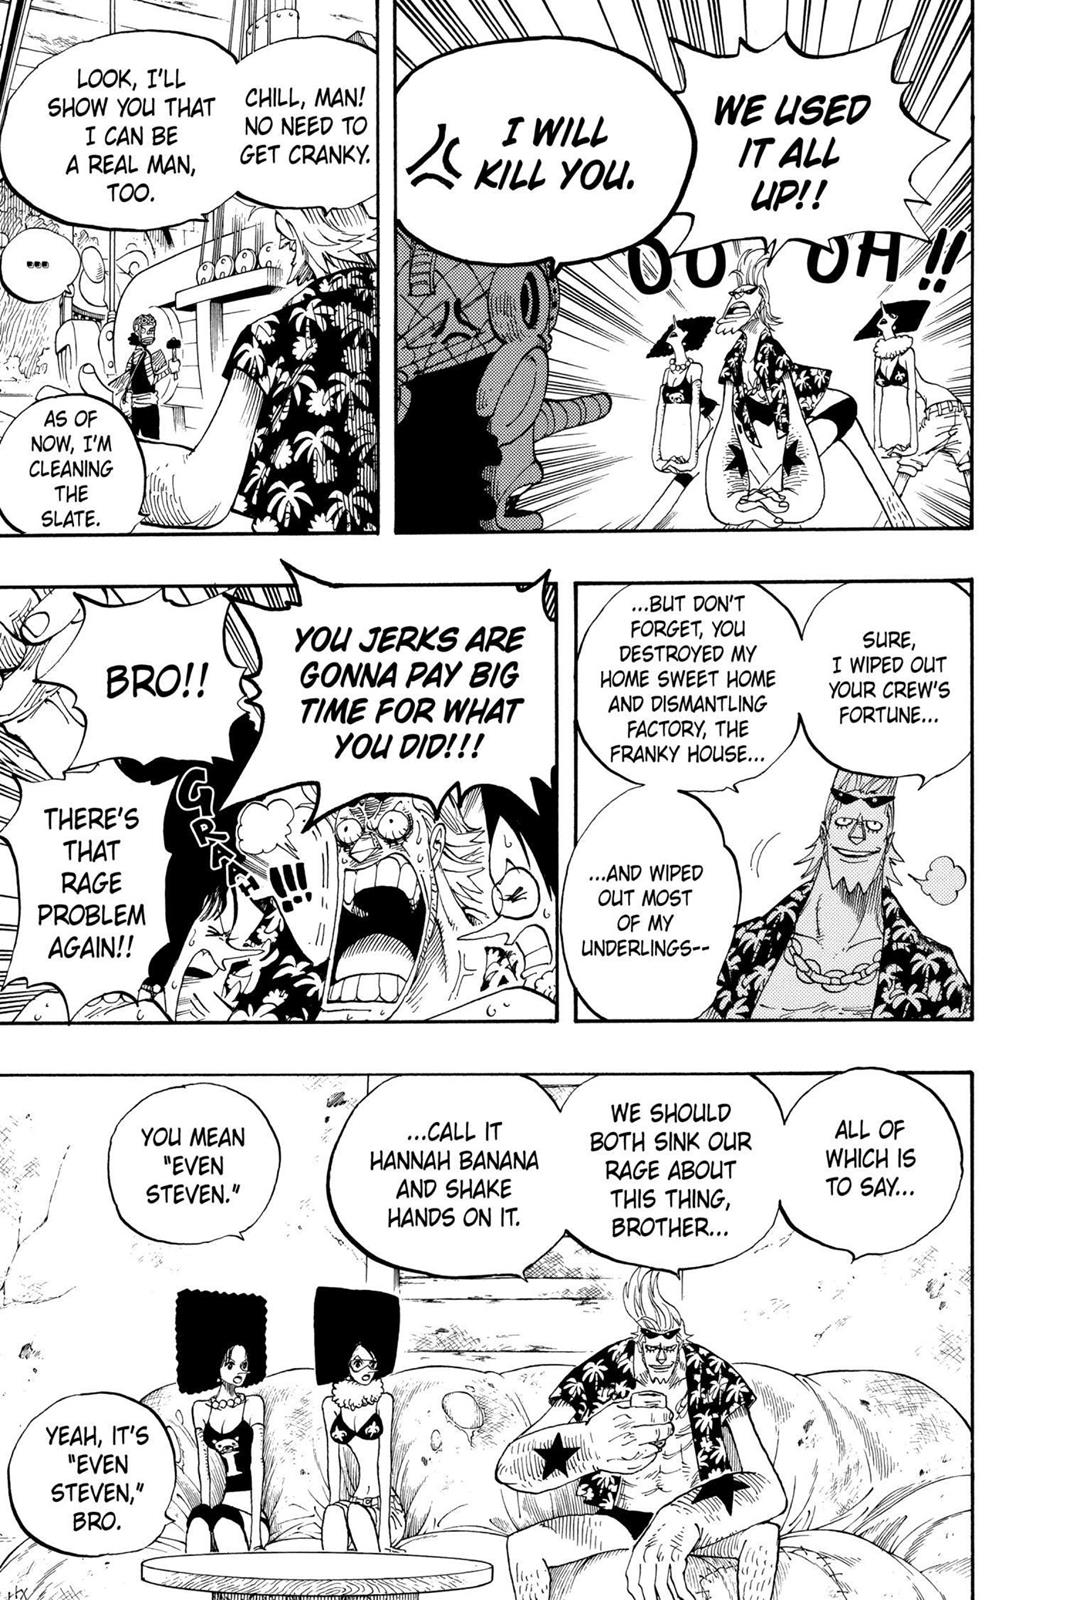 WE USED
IT ALL
UP!!
OU OH!!
I WILL
KILL YOU.
CHILL, MAN!
NO NEED TO
GET CRANKY.
LOOK, I'LL
SHOW YOU THAT
I CAN BE
A REAL MAN,
TOO.
...
AS OF
NOW, I'M
CLEANING
THE
SLATE.
SURE,
I WIPED OUT
YOUR CREW'S
FORTUNE...
...BUT DON'T
FORGET, YOU
DESTROYED MY
HOME SWEET HOME
AND DISMANTLING
FACTORY, THE
FRANKY HOUSE...
...AND WIPED
OUT MOST
OF MY
UNDERLINGS--
YOU JERKS ARE
GONNA PAY BIG
TIME FOR WHAT
YOU DID!!!
GRAAH!!!
BRO!!
THERE'S
THAT
RAGE
PROBLEM
AGAIN!!
ALL OF
WHICH IS
TO SAY...
WE SHOULD
BOTH SINK OUR
RAGE ABOUT
THIS THING,
BROTHER...
...CALL IT
HANNAH BANANA
AND SHAKE
HANDS ON IT.
YOU MEAN
"EVEN
STEVEN."
YEAH, IT'S
"EVEN
STEVEN,"
BRO.